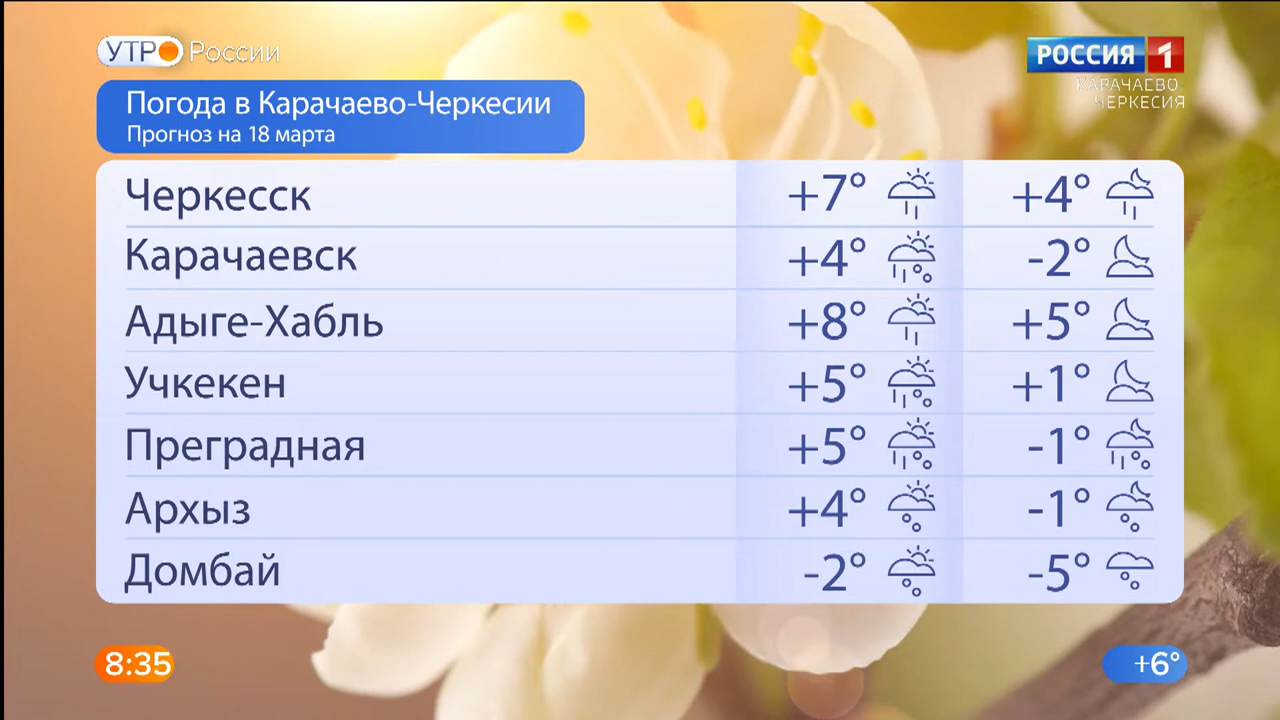 УТРО России
РОССИЯ 1
КАРАЧАЕВО
ЧЕРКЕСИЯ
Погода в Карачаево-Черкесии
Прогноз на 18 марта
Черкесск +7° +4°
Карачаевск +4° -2°
Адыге-Хабль +8° +5°
Учкекен +5° +1°
Преградная +5° -1°
Архыз +4° -1°
Домбай -2° -5°
8:35 +6°